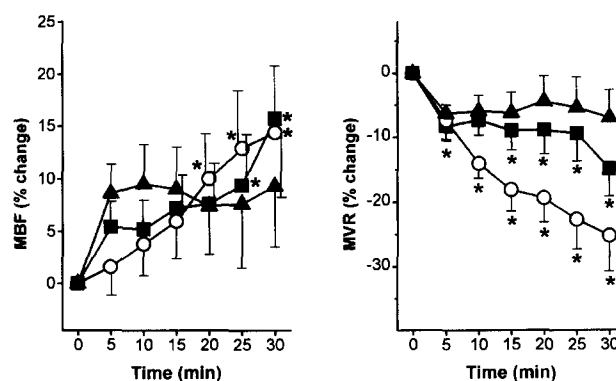 25
20
15
10
5
0
MBF (% change)
* * * * *
0 5 10 15 20 25 30
Time (min)
0
-10
-20
-30
MVR (% change)
* * * * * *
* * * *
0 5 10 15 20 25 30
Time (min)